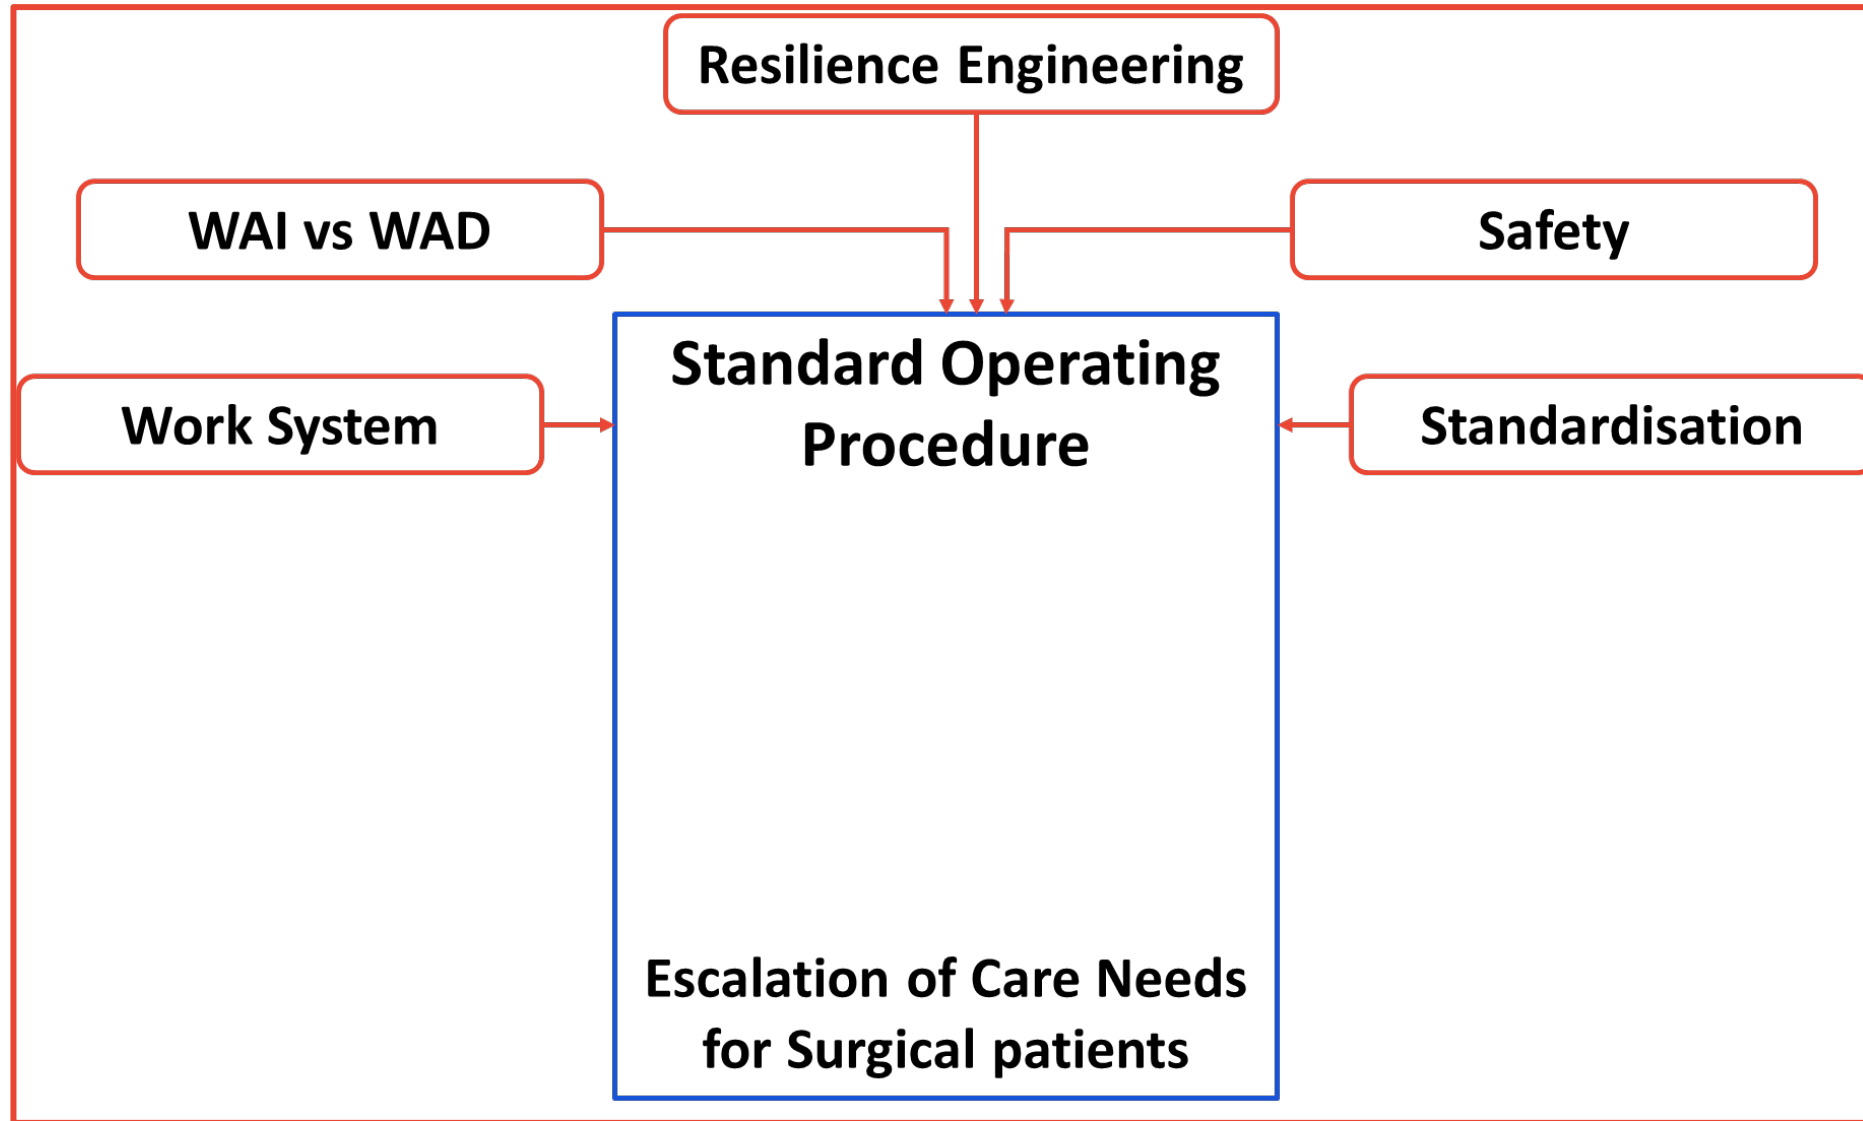 Resilience Engineering
WAI vs WAD
Safety
Standard Operating
Procedure
Work System
Standardisation
Escalation of Care Needs
for Surgical patients